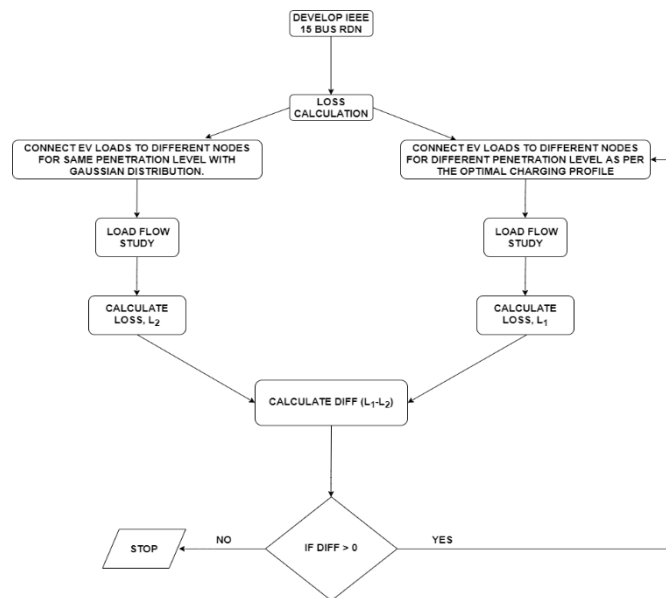 DEVELOP IEEE
15 BUS RDN
LOSS
CALCULATION
CONNECT EV LOADS TO DIFFERENT NODES
FOR SAME PENETRATION LEVEL WITH
GAUSSIAN DISTRIBUTION.
CONNECT EV LOADS TO DIFFERENT NODES
FOR DIFFERENT PENETRATION LEVEL AS PER
THE OPTIMAL CHARGING PROFILE
LOAD FLOW
STUDY
LOAD FLOW
STUDY
CALCULATE
LOSS, L₂
CALCULATE
LOSS, L₁
CALCULATE DIFF (L₁-L₂)
IF DIFF > 0
NO
YES
STOP